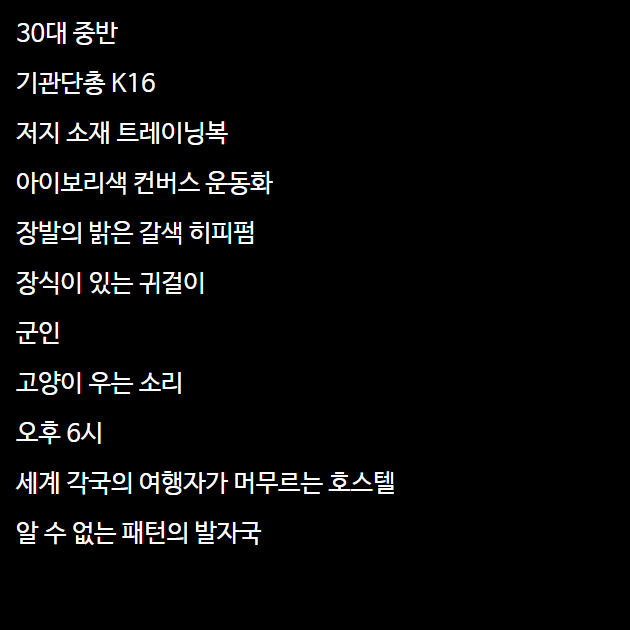 30대 중반
기관단총 K16
저지 소재 트레이닝복
아이보리색 컨버스 운동화
장발의 밝은 갈색 히피펌
장식이 있는 귀걸이
군인
고양이 우는 소리
오후 6시
세계 각국의 여행자가 머무르는 호스텔
알 수 없는 패턴의 발자국